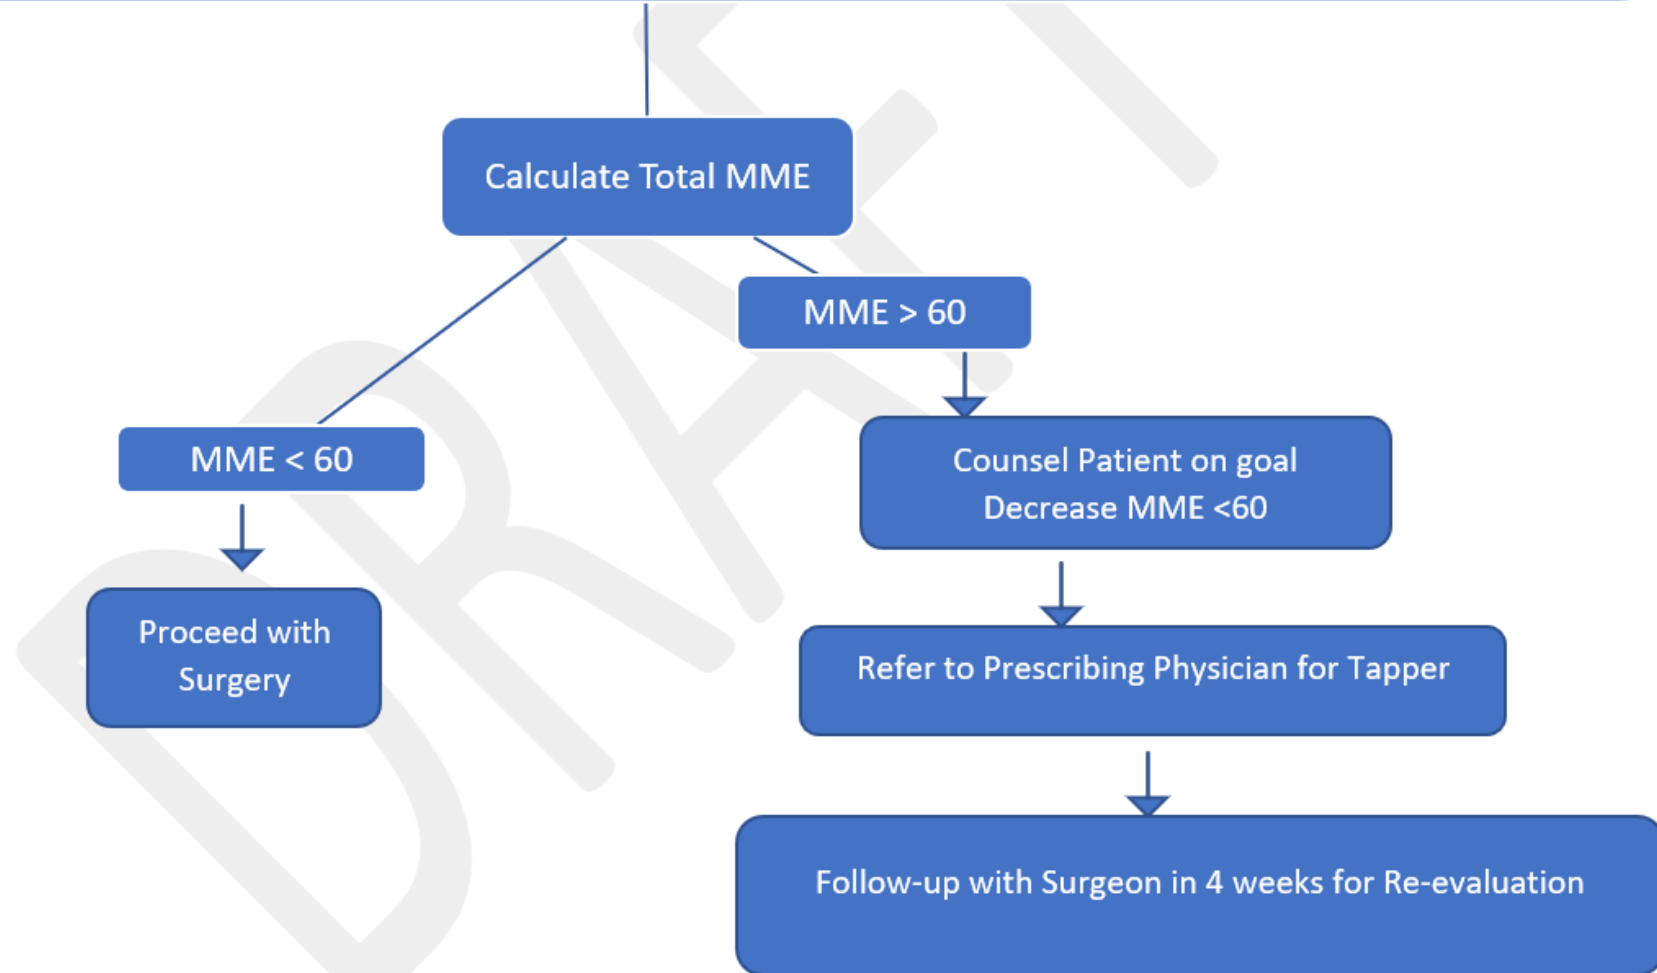 Calculate Total MME
MME > 60
MME < 60
Counsel Patient on goal
Decrease MME <60
Proceed with
Surgery
Refer to Prescribing Physician for Tapper
Follow-up with Surgeon in 4 weeks for Re-evaluation
DRAFT